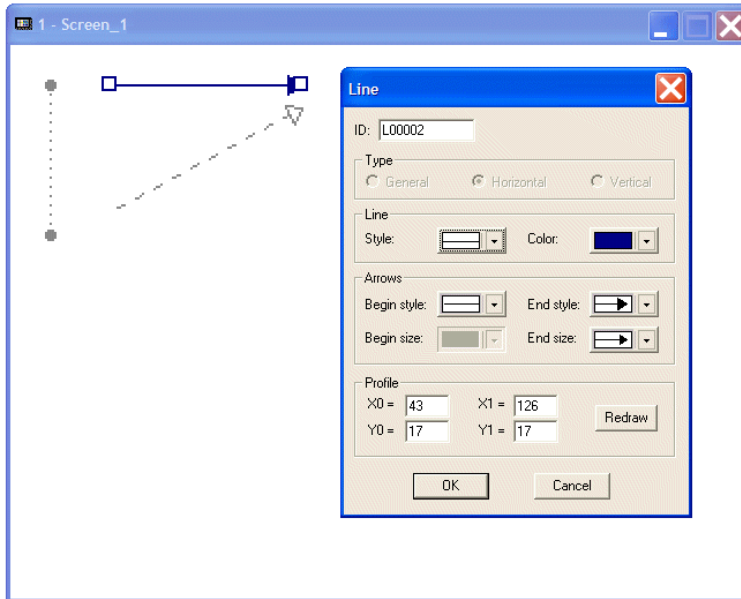 1 - Screen_1
Line
ID: L00002
Type
General Horizontal Vertical
Line
Style: Color:
Arrows
Begin style: End style:
Begin size: End size:
Profile
X0 = 43 X1 = 126
Y0 = 17 Y1 = 17
Redraw
OK Cancel